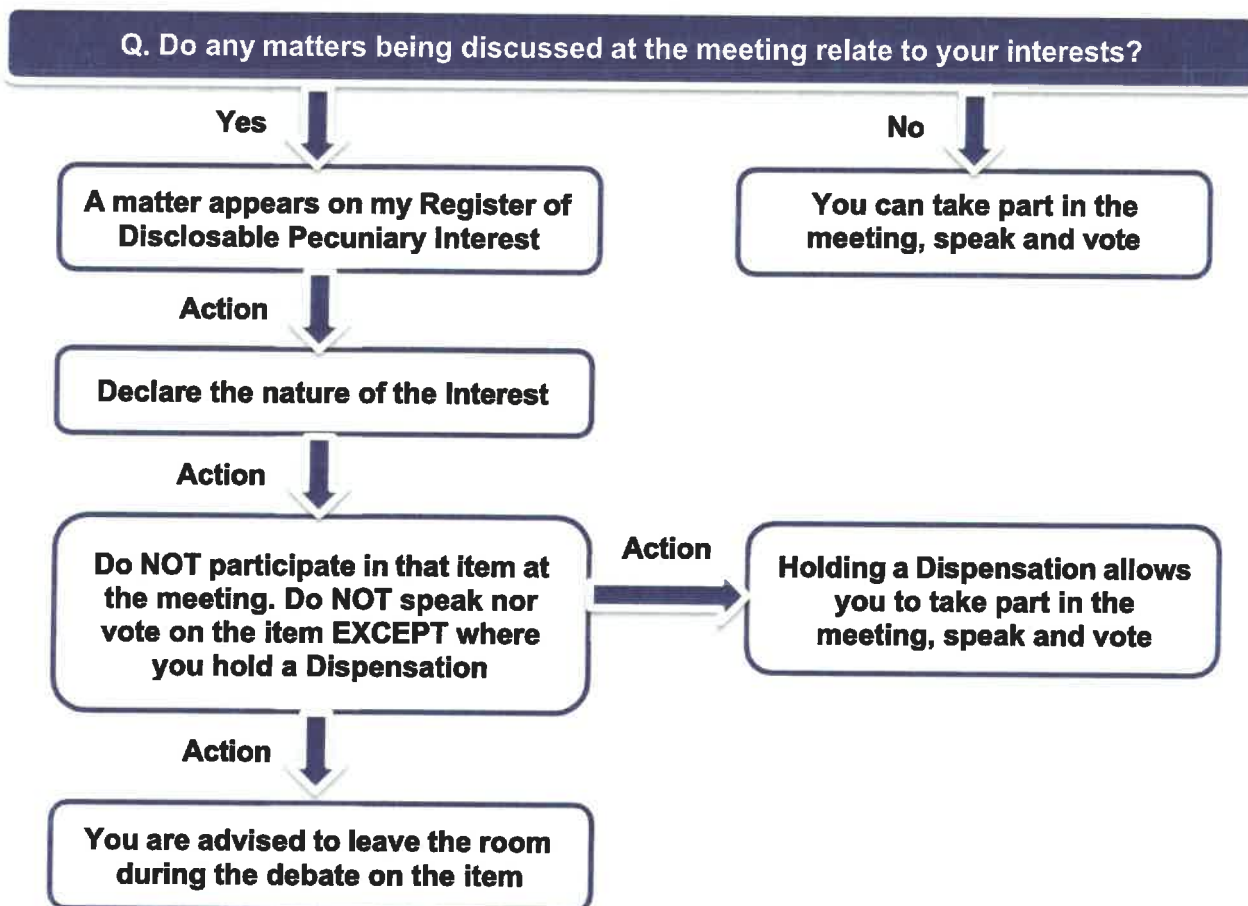 Q. Do any matters being discussed at the meeting relate to your interests?
Yes
No
A matter appears on my Register of
Disclosable Pecuniary Interest
You can take part in the
meeting, speak and vote
Action
Declare the nature of the Interest
Action
Do NOT participate in that item at
the meeting. Do NOT speak nor
vote on the item EXCEPT where
you hold a Dispensation
Action
Holding a Dispensation allows
you to take part in the
meeting, speak and vote
Action
You are advised to leave the room
during the debate on the item